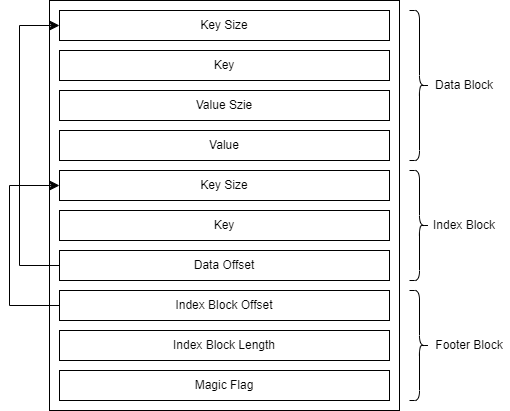 Key Size
Key
Value Szie
Value
Data Block
Key Size
Key
Data Offset
Index Block
Index Block Offset
Index Block Length
Magic Flag
Footer Block